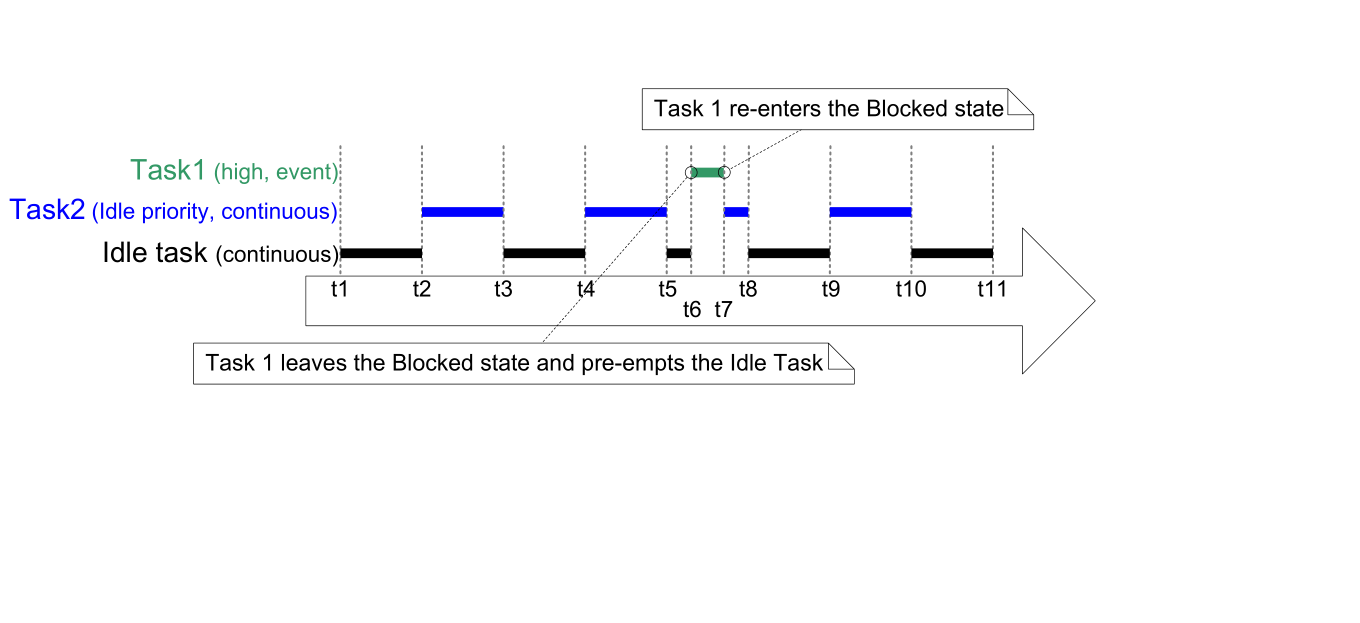 Task 1 re-enters the Blocked state
Task1 (high, event)
Task2 (Idle priority, continuous)
Idle task (continuous)
t1 t2 t3 t4 t5 t8 t9 t10 t11
t6 t7
Task 1 leaves the Blocked state and pre-empts the Idle Task